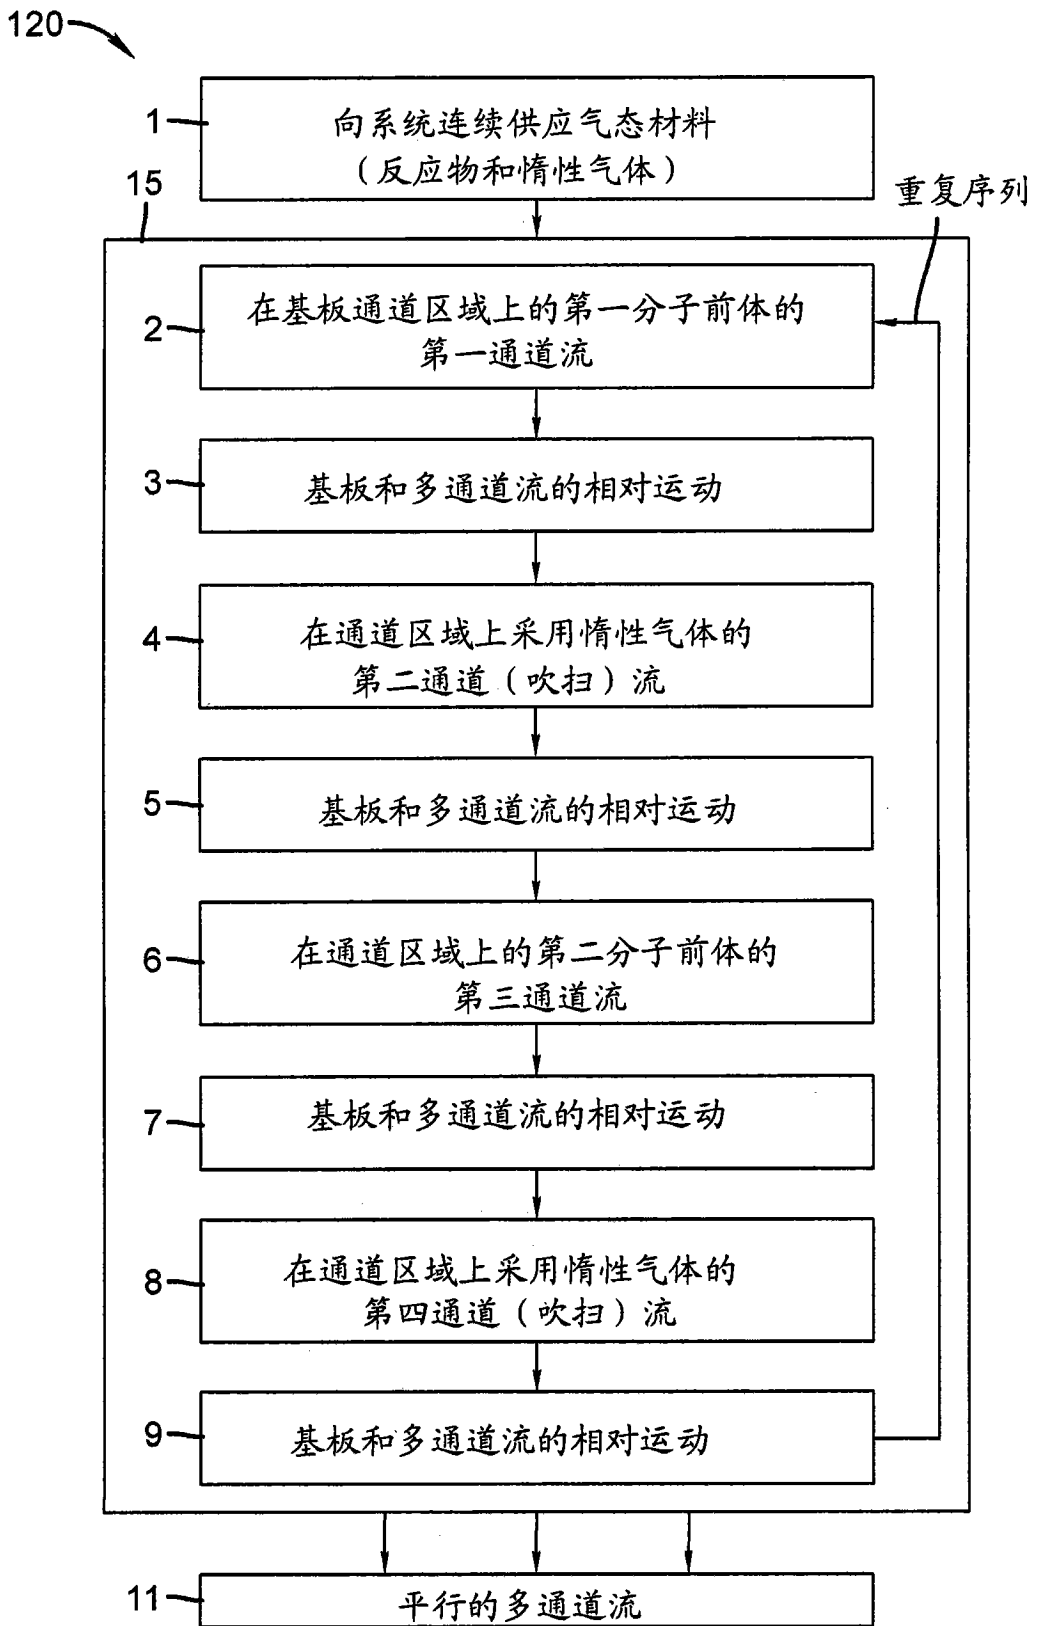 120
1
向系统连续供应气态材料
（反应物和惰性气体）
15
重复序列
2
在基板通道区域上的第一分子前体的
第一通道流
3
基板和多通道流的相对运动
4
在通道区域上采用惰性气体的
第二通道（吹扫）流
5
基板和多通道流的相对运动
6
在通道区域上的第二分子前体的
第三通道流
7
基板和多通道流的相对运动
8
在通道区域上采用惰性气体的
第四通道（吹扫）流
9
基板和多通道流的相对运动
11
平行的多通道流